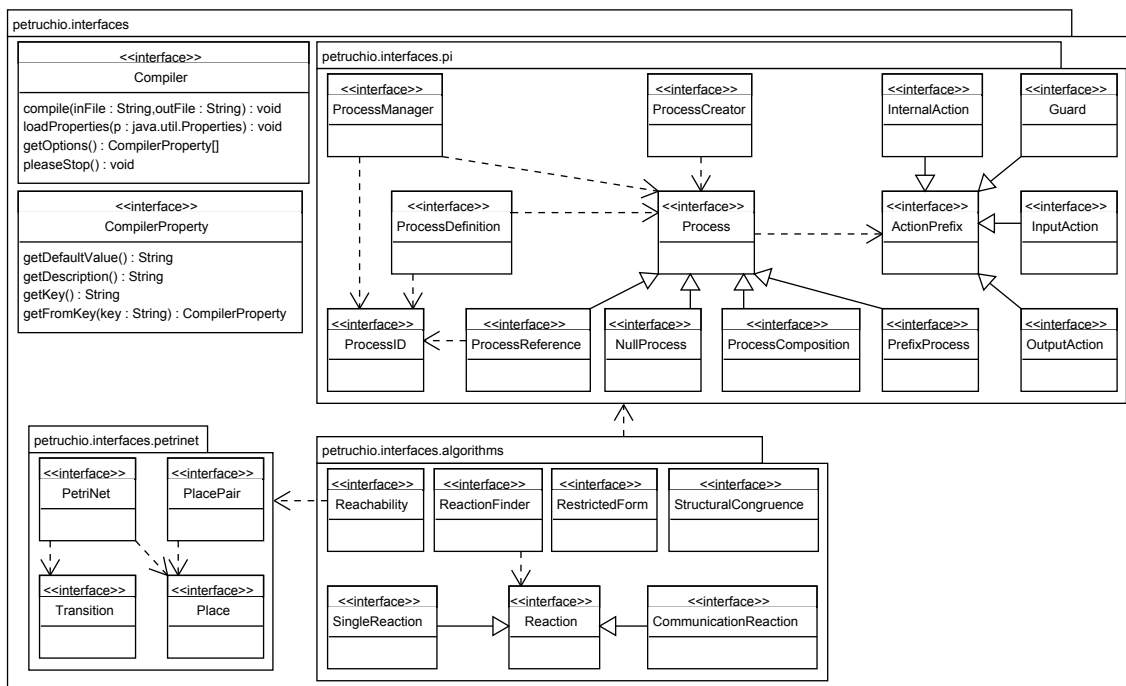 petruchio.interfaces
<<interface>>
Compiler
compile(inFile : String,outFile : String) : void
loadProperties(p : java.util.Properties) : void
getOptions() : CompilerProperty[]
pleaseStop() : void
<<interface>>
CompilerProperty
getDefaultValue() : String
getDescription() : String
getKey() : String
getFromKey(key : String) : CompilerProperty
petruchio.interfaces.pi
<<interface>>
ProcessManager
<<interface>>
ProcessCreator
<<interface>>
InternalAction
<<interface>>
Guard
<<interface>>
ProcessDefinition
<<interface>>
Process
<<interface>>
ActionPrefix
<<interface>>
InputAction
<<interface>>
ProcessID
<<interface>>
ProcessReference
<<interface>>
NullProcess
<<interface>>
ProcessComposition
<<interface>>
PrefixProcess
<<interface>>
OutputAction
petruchio.interfaces.petrinet
<<interface>>
PetriNet
<<interface>>
PlacePair
<<interface>>
Transition
<<interface>>
Place
petruchio.interfaces.algorithms
<<interface>>
Reachability
<<interface>>
ReactionFinder
<<interface>>
RestrictedForm
<<interface>>
StructuralCongruence
<<interface>>
SingleReaction
<<interface>>
Reaction
<<interface>>
CommunicationReaction